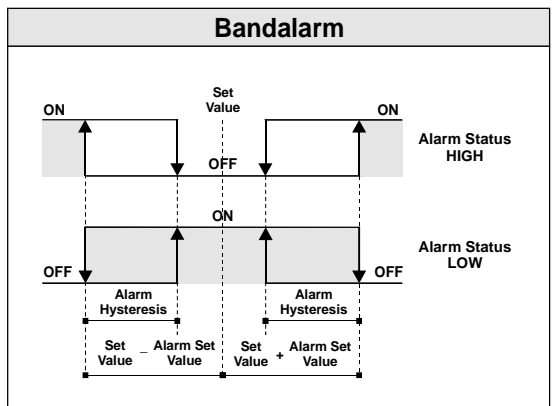 Bandalarm
Set
Value
ON
ON
OFF
Alarm Status
HIGH
ON
OFF
OFF
Alarm Status
LOW
Alarm
Hysteresis
Alarm
Hysteresis
Set
Value
-
Alarm Set
Value
Set
Value
+
Alarm Set
Value